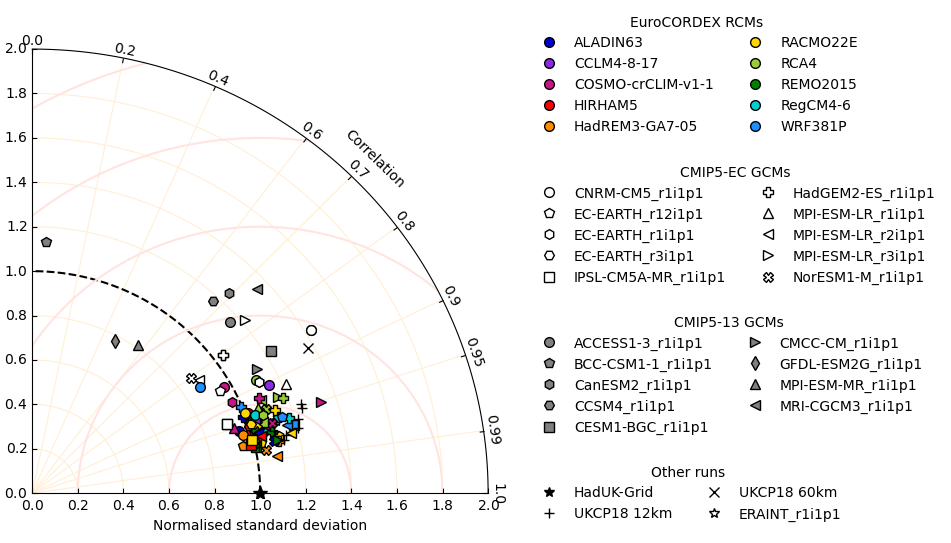 0.0
0.2
0.4
0.6
Correlation
0.7
0.8
0.9
0.95
0.99
1.0
2.0
1.8
1.6
1.4
1.2
1.0
0.8
0.6
0.4
0.2
0.0
0.0 0.2 0.4 0.6 0.8 1.0 1.2 1.4 1.6 1.8 2.0
Normalised standard deviation
EuroCORDEX RCMs
ALADIN63 RACMO22E
CCLM4-8-17 RCA4
COSMO-crCLIM-v1-1 REMO2015
HIRHAM5 RegCM4-6
HadREM3-GA7-05 WRF381P
CMIP5-EC GCMs
CNRM-CM5_r1i1p1 HadGEM2-ES_r1i1p1
EC-EARTH_r12i1p1 MPI-ESM-LR_r1i1p1
EC-EARTH_r1i1p1 MPI-ESM-LR_r2i1p1
EC-EARTH_r3i1p1 MPI-ESM-LR_r3i1p1
IPSL-CM5A-MR_r1i1p1 NorESM1-M_r1i1p1
CMIP5-13 GCMs
ACCESS1-3_r1i1p1 CMCC-CM_r1i1p1
BCC-CSM1-1_r1i1p1 GFDL-ESM2G_r1i1p1
CanESM2_r1i1p1 MPI-ESM-MR_r1i1p1
CCSM4_r1i1p1 MRI-CGCM3_r1i1p1
CESM1-BGC_r1i1p1
Other runs
HadUK-Grid UKCP18 60km
UKCP18 12km ERAINT_r1i1p1